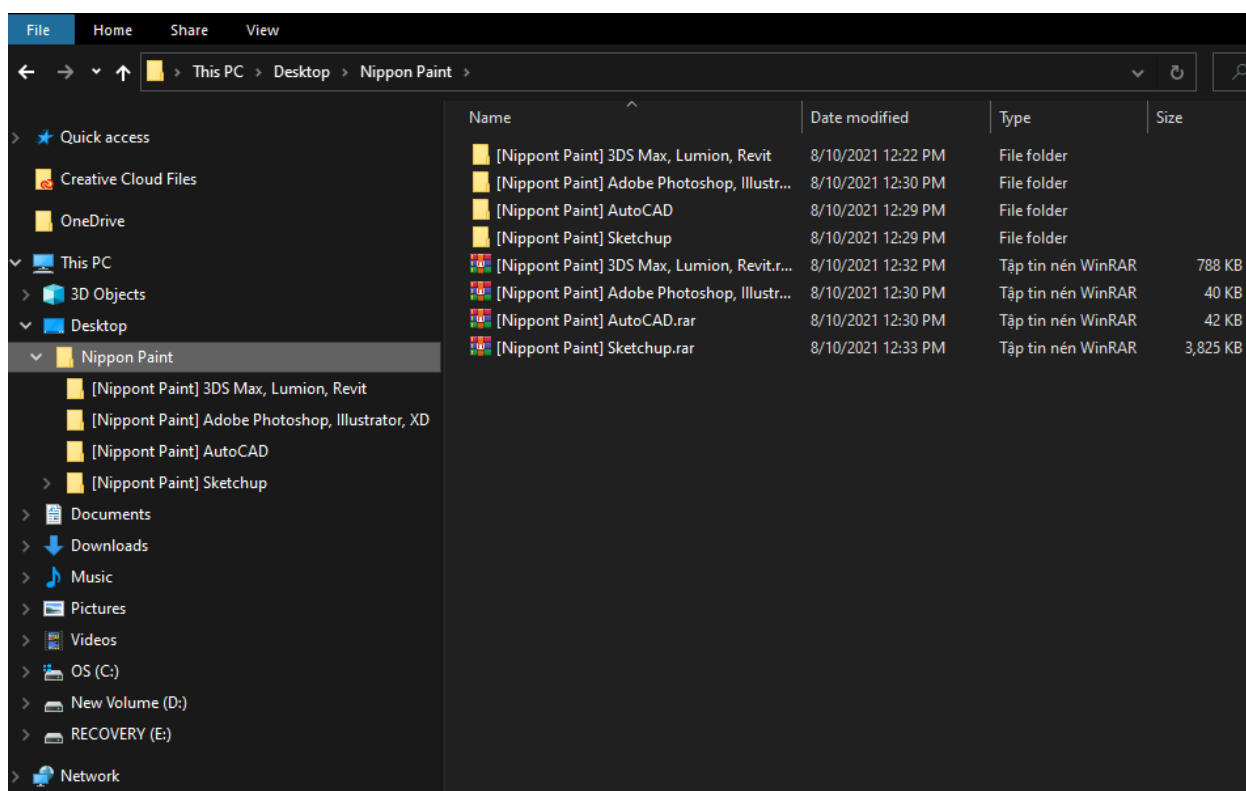 File Home Share View
This PC > Desktop > Nippon Paint >
Name Date modified Type Size
Quick access
Creative Cloud Files
OneDrive
This PC
3D Objects
Desktop
Nippon Paint
[Nippont Paint] 3DS Max, Lumion, Revit
[Nippont Paint] Adobe Photoshop, Illustrator, XD
[Nippont Paint] AutoCAD
[Nippont Paint] Sketchup
Documents
Downloads
Music
Pictures
Videos
OS (C:)
New Volume (D:)
RECOVERY (E:)
Network
[Nippont Paint] 3DS Max, Lumion, Revit 8/10/2021 12:22 PM File folder
[Nippont Paint] Adobe Photoshop, Illustr... 8/10/2021 12:30 PM File folder
[Nippont Paint] AutoCAD 8/10/2021 12:29 PM File folder
[Nippont Paint] Sketchup 8/10/2021 12:29 PM File folder
[Nippont Paint] 3DS Max, Lumion, Revit.r... 8/10/2021 12:32 PM Tập tin nén WinRAR 788 KB
[Nippont Paint] Adobe Photoshop, Illustr... 8/10/2021 12:30 PM Tập tin nén WinRAR 40 KB
[Nippont Paint] AutoCAD.rar 8/10/2021 12:30 PM Tập tin nén WinRAR 42 KB
[Nippont Paint] Sketchup.rar 8/10/2021 12:33 PM Tập tin nén WinRAR 3,825 KB